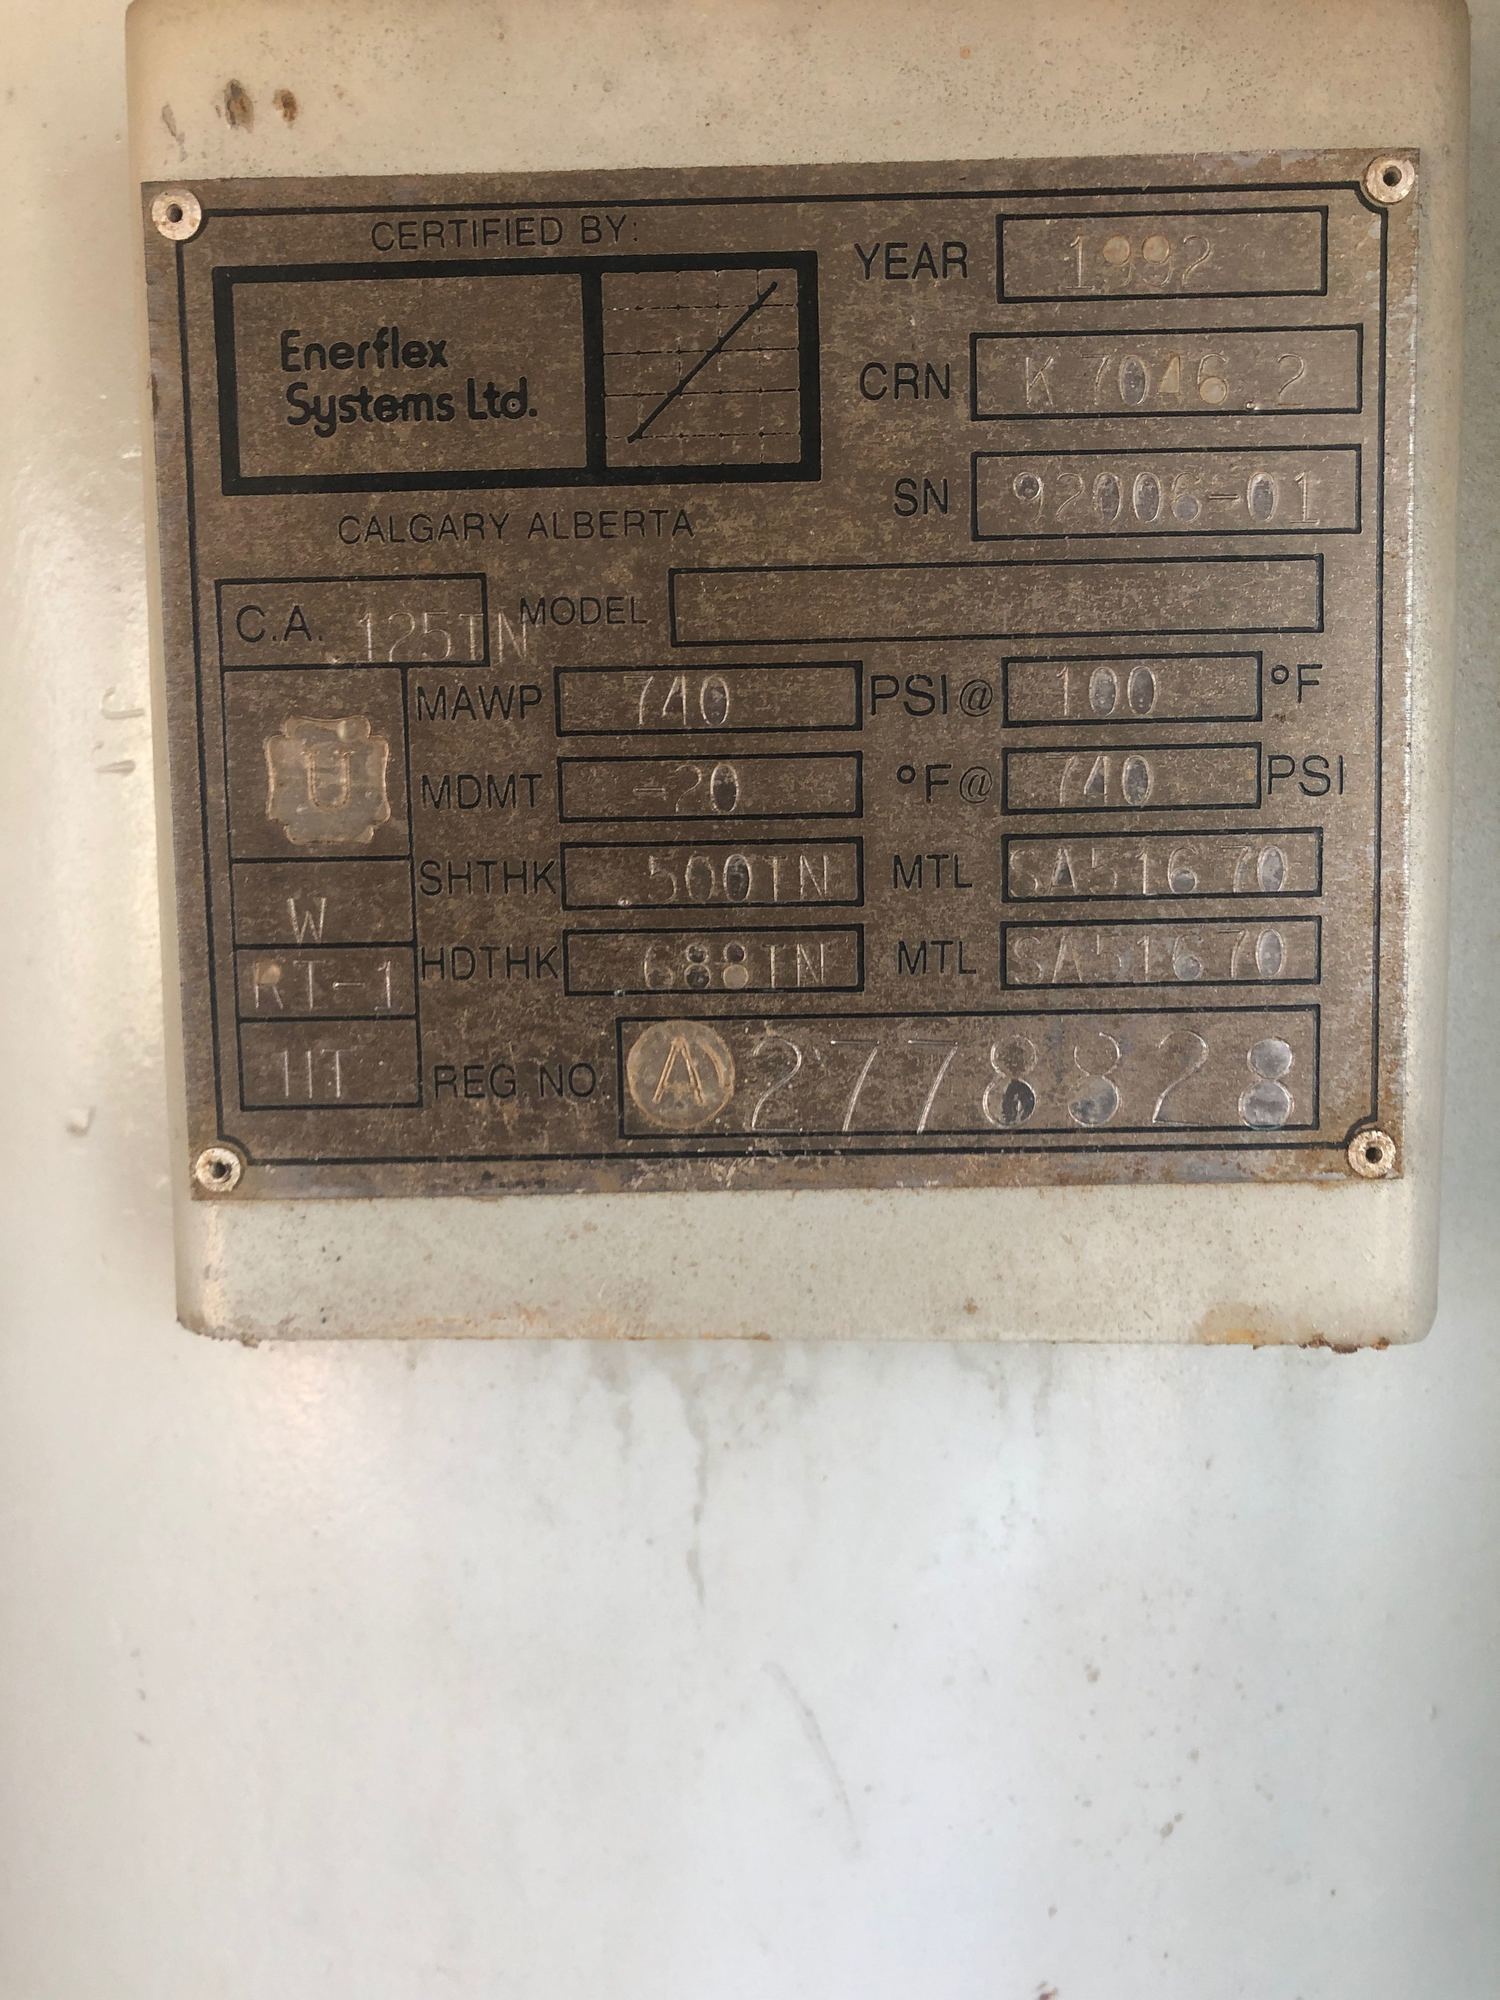 CERTIFIED BY:
Enerflex
Systems Ltd.
CALGARY ALBERTA
YEAR 1992
CRN K 7046.2
SN 92006-01
C.A. .125IN MODEL
MAWP 740 PSI@ 100 °F
MDMT -20 °F@ 740 PSI
SHTHK .500IN MTL SA516 70
HDTHK .688IN MTL SA516 70
U
W
RT-1
HT
REG. NO. A 2778828